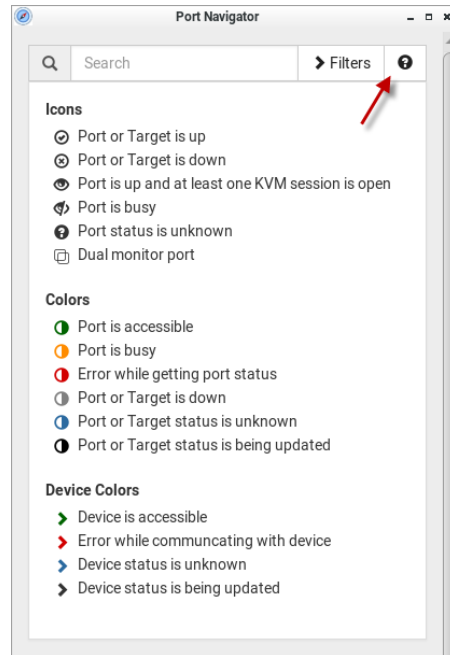 Port Navigator
Search
Filters
Icons
Port or Target is up
Port or Target is down
Port is up and at least one KVM session is open
Port is busy
Port status is unknown
Dual monitor port
Colors
Port is accessible
Port is busy
Error while getting port status
Port or Target is down
Port or Target status is unknown
Port or Target status is being updated
Device Colors
Device is accessible
Error while communcating with device
Device status is unknown
Device status is being updated